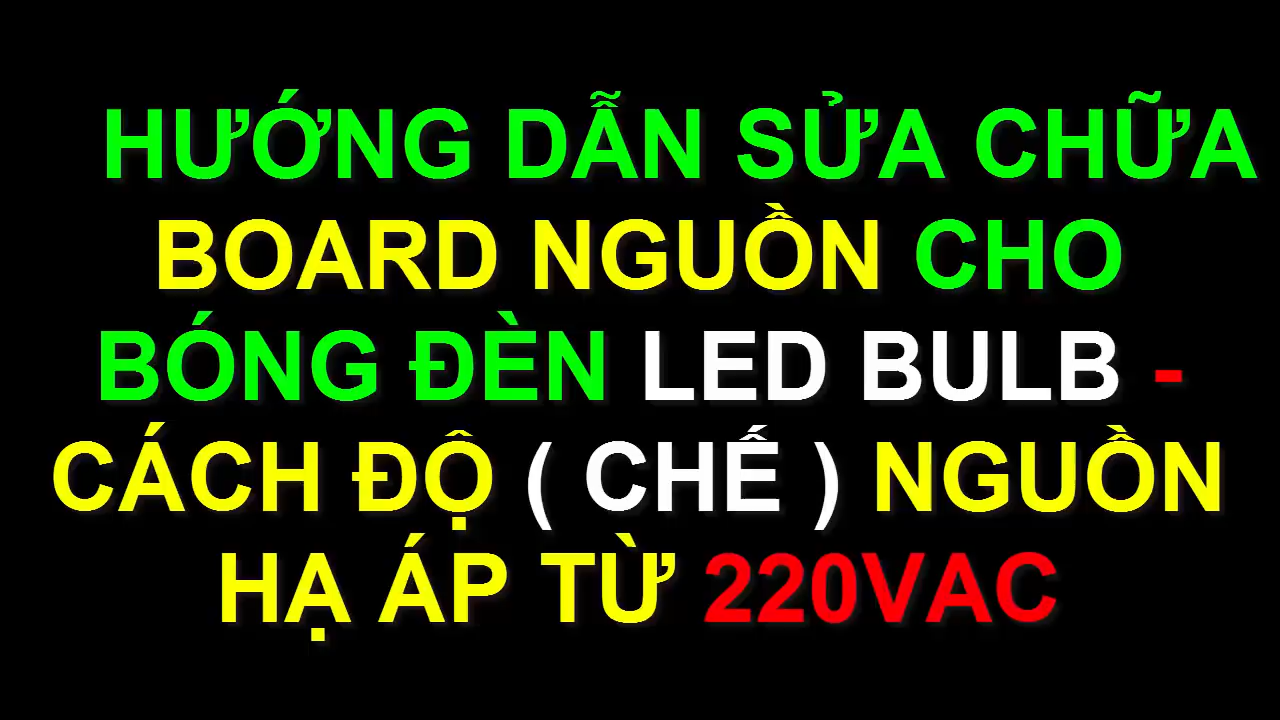 HƯỚNG DẪN SỬA CHỮA
BOARD NGUỒN CHO
BÓNG ĐÈN LED BULB -
CÁCH ĐỘ ( CHẾ ) NGUỒN
HẠ ÁP TỪ 220VAC